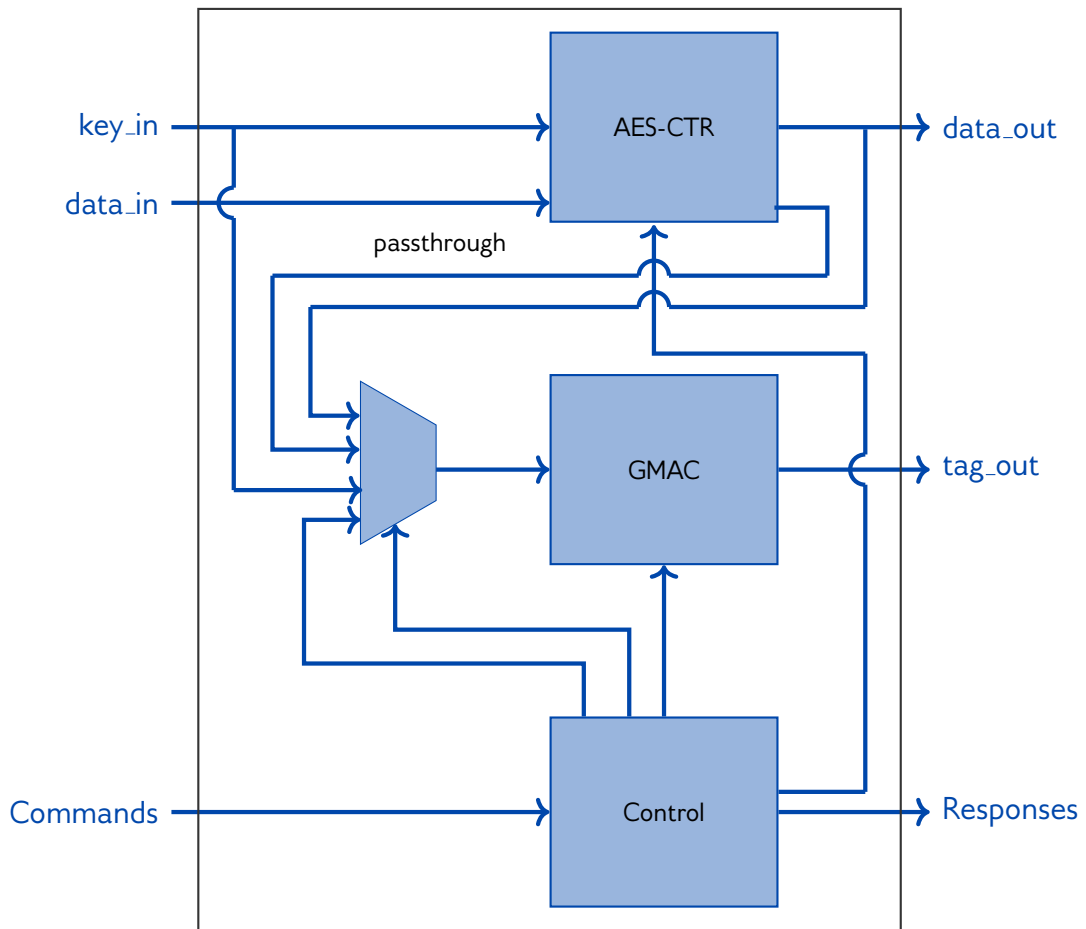 key_in
AES-CTR
data_out
data_in
passthrough
GMAC
tag_out
Commands
Control
Responses